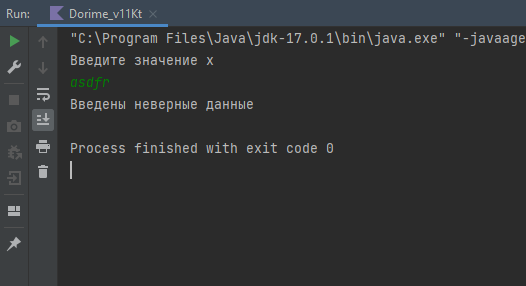 Run:
Dorime_v11Kt
"C:\Program Files\Java\jdk-17.0.1\bin\java.exe" "-javaage
Введите значение x
asdfr
Введены неверные данные
Process finished with exit code 0